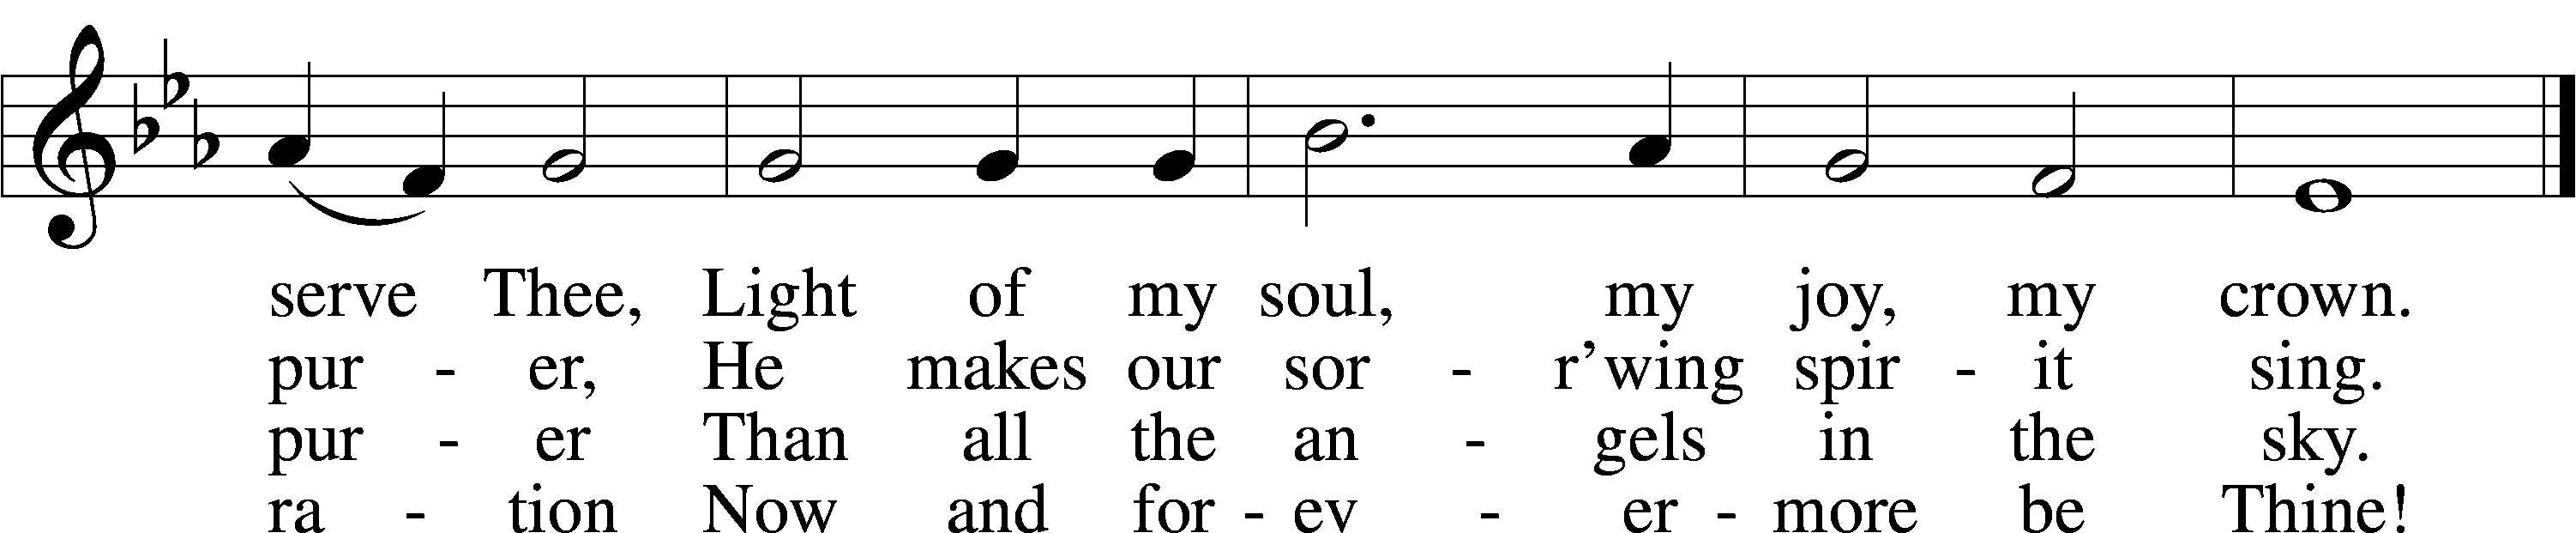 serve Thee, Light of my soul, my joy, my crown.
pur - er, He makes our sor - r’wing spir - it sing.
pur - er Than all the an - gels in the sky.
ra - tion Now and for - ev - er - more be Thine!